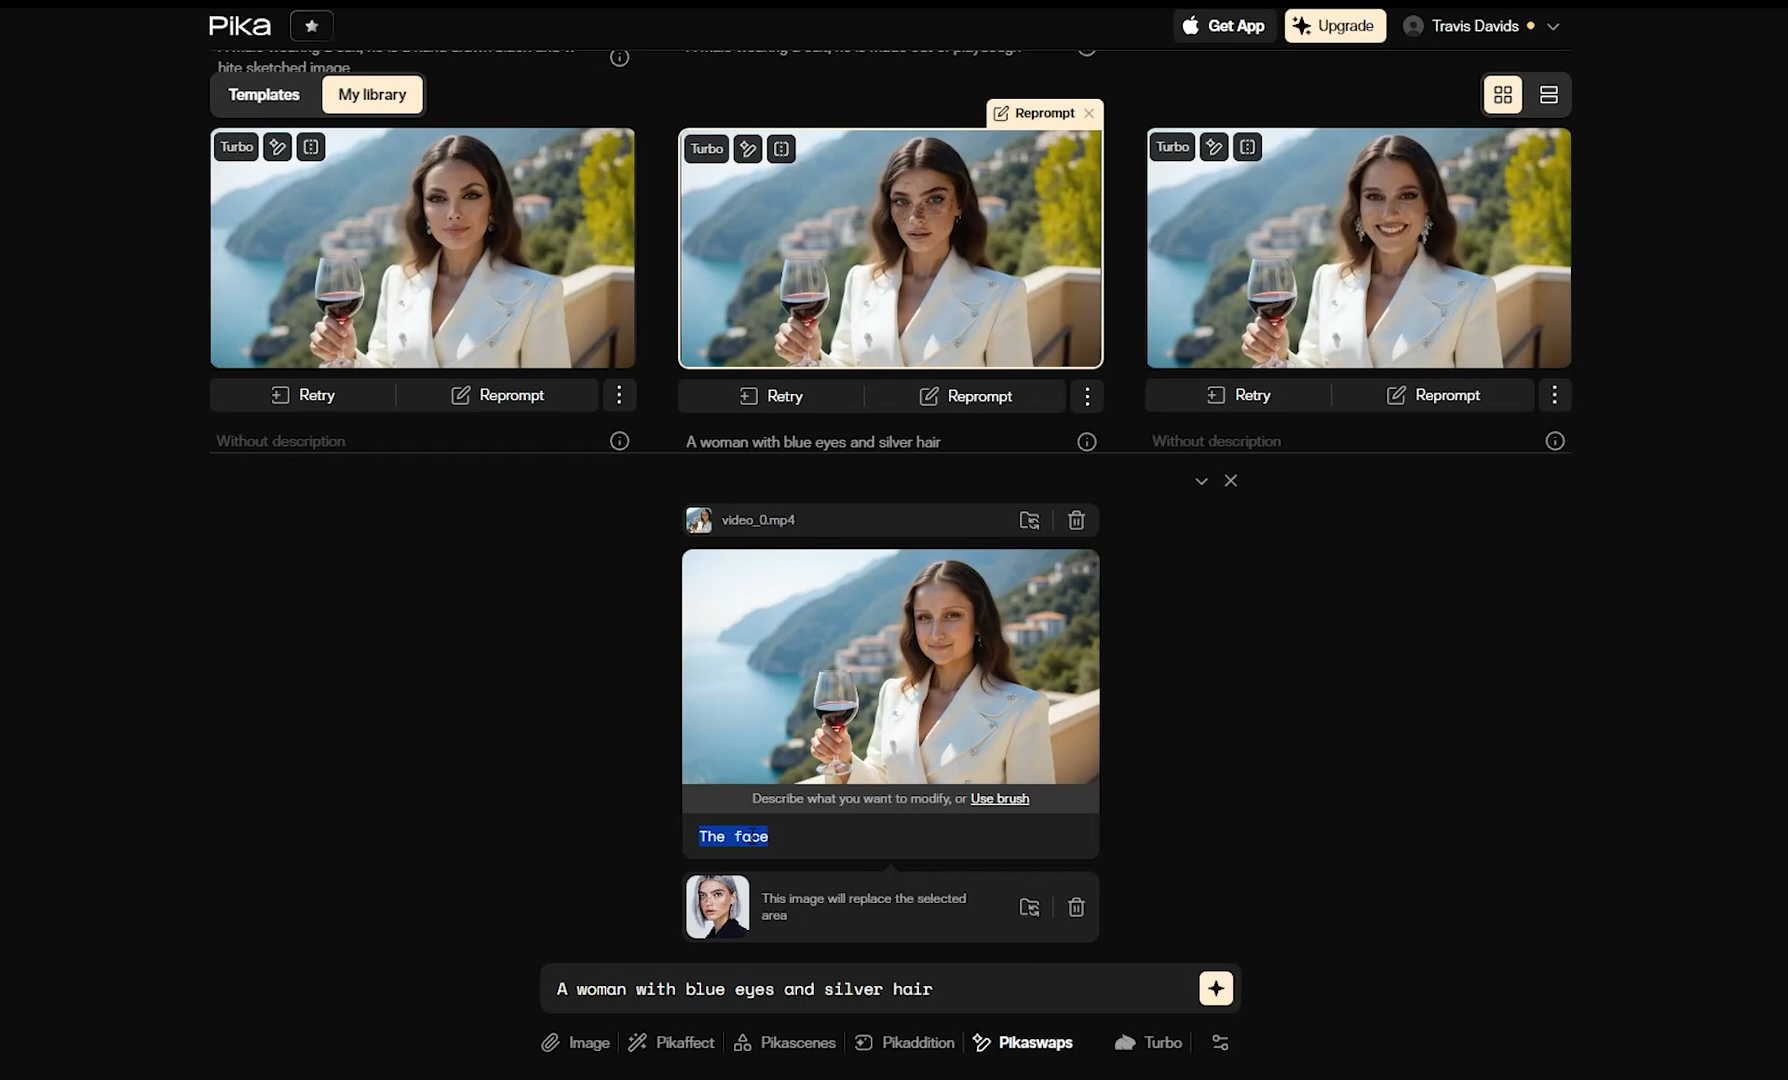 Pika
Get App
Upgrade
Travis Davids
hite sketched image
Templates
My library
Reprompt
Turbo
Turbo
Turbo
Retry
Reprompt
Retry
Reprompt
Retry
Reprompt
Without description
A woman with blue eyes and silver hair
Without description
video_0.mp4
Describe what you want to modify, or Use brush
The face
This image will replace the selected
area
A woman with blue eyes and silver hair
Image
Pikaffect
Pikascenes
Pikaddition
Pikaswaps
Turbo